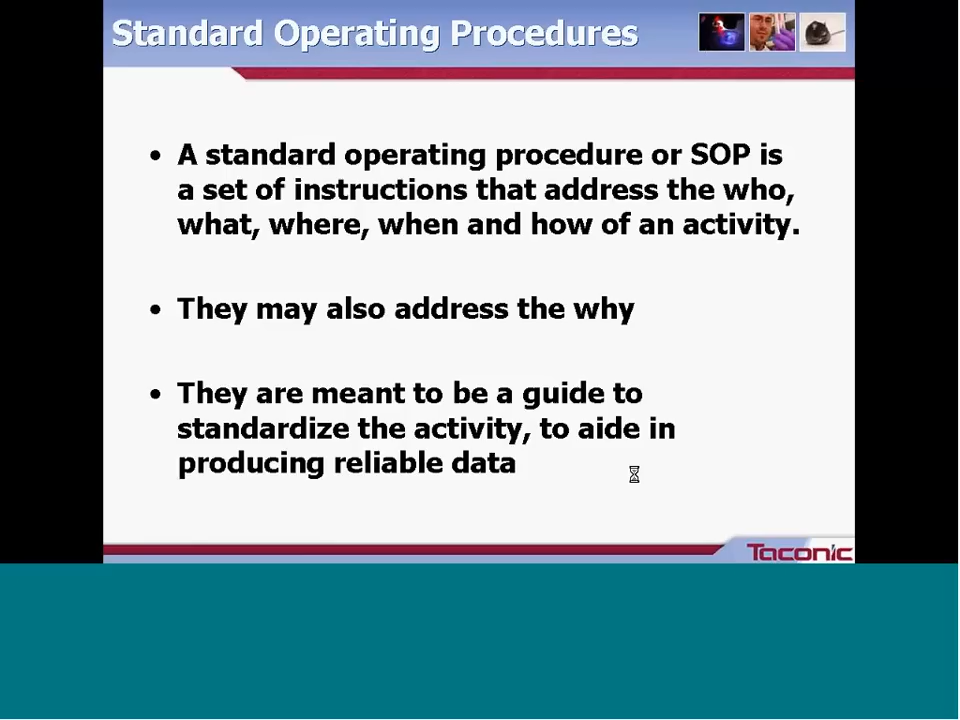 Standard Operating Procedures
• A standard operating procedure or SOP is
a set of instructions that address the who,
what, where, when and how of an activity.
• They may also address the why
• They are meant to be a guide to
standardize the activity, to aide in
producing reliable data
Taconic